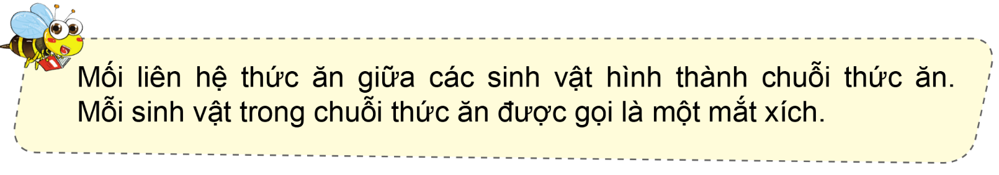 Mối liên hệ thức ăn giữa các sinh vật hình thành chuỗi thức ăn.
Mỗi sinh vật trong chuỗi thức ăn được gọi là một mắt xích.